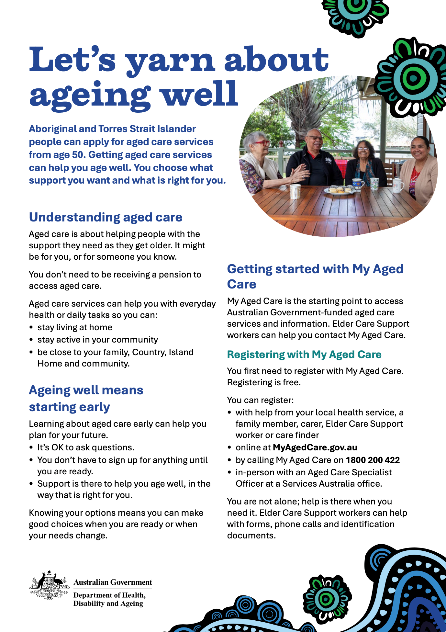 Let's yarn about
ageing well
Aboriginal and Torres Strait Islander
people can apply for aged care services
from age 50. Getting aged care services
can help you age well. You choose what
support you want and what is right for you.
Understanding aged care
Aged care is about helping people with the
support they need as they get older. It might
be for you, or for someone you know.
You don't need to be receiving a pension to
access aged care.
Aged care services can help you with everyday
health or daily tasks so you can:
• stay living at home
• stay active in your community
• be close to your family, Country, Island
Home and community.
Ageing well means
starting early
Learning about aged care early can help you
plan for your future.
• It's OK to ask questions.
• You don't have to sign up for anything until
you are ready.
• Support is there to help you age well, in the
way that is right for you.
Knowing your options means you can make
good choices when you are ready or when
your needs change.
Getting started with My Aged
Care
My Aged Care is the starting point to access
Australian Government-funded aged care
services and information. Elder Care Support
workers can help you contact My Aged Care.
Registering with My Aged Care
You first need to register with My Aged Care.
Registering is free.
You can register:
• with help from your local health service, a
family member, carer, Elder Care Support
worker or care finder
• online at MyAgedCare.gov.au
• by calling My Aged Care on 1800 200 422
• in-person with an Aged Care Specialist
Officer at a Services Australia office.
You are not alone; help is there when you
need it. Elder Care Support workers can help
with forms, phone calls and identification
documents.
Australian Government
Department of Health,
Disability and Ageing